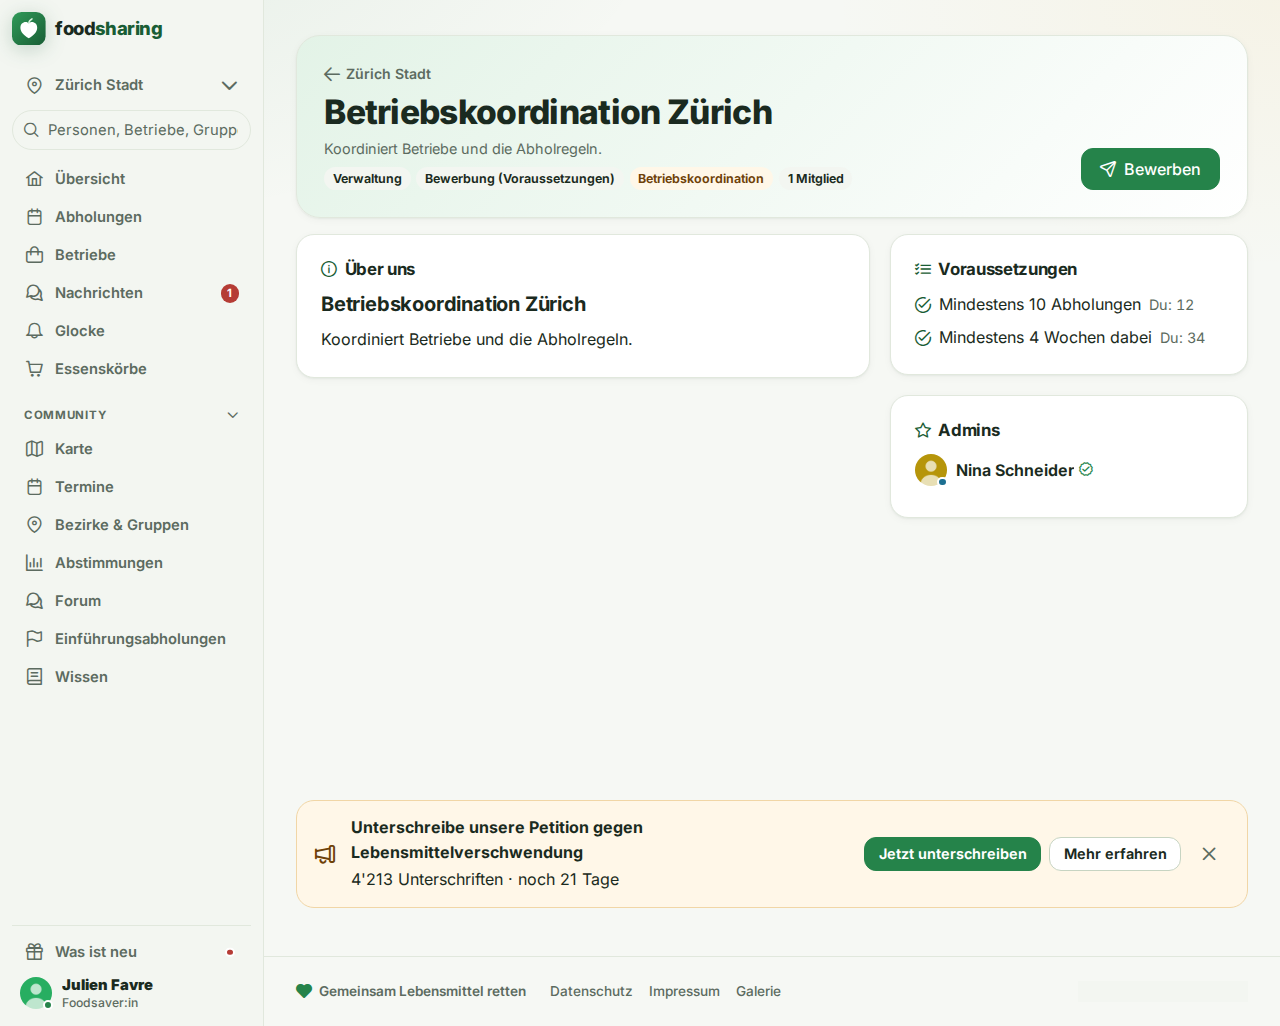 foodsharing
Zürich Stadt
Personen, Betriebe, Grupp
Übersicht
Abholungen
Betriebe
Nachrichten 1
Glocke
Essenskörbe
COMMUNITY
Karte
Termine
Bezirke & Gruppen
Abstimmungen
Forum
Einführungsabholungen
Wissen
Was ist neu
Julien Favre
Foodsaver:in
Zürich Stadt
Betriebskoordination Zürich
Koordiniert Betriebe und die Abholregeln.
Verwaltung Bewerbung (Voraussetzungen) Betriebskoordination 1 Mitglied
Bewerben
Über uns
Betriebskoordination Zürich
Koordiniert Betriebe und die Abholregeln.
Voraussetzungen
Mindestens 10 Abholungen Du: 12
Mindestens 4 Wochen dabei Du: 34
Admins
Nina Schneider
Unterschreibe unsere Petition gegen
Lebensmittelverschwendung
4'213 Unterschriften · noch 21 Tage
Jetzt unterschreiben Mehr erfahren
Gemeinsam Lebensmittel retten Datenschutz Impressum Galerie